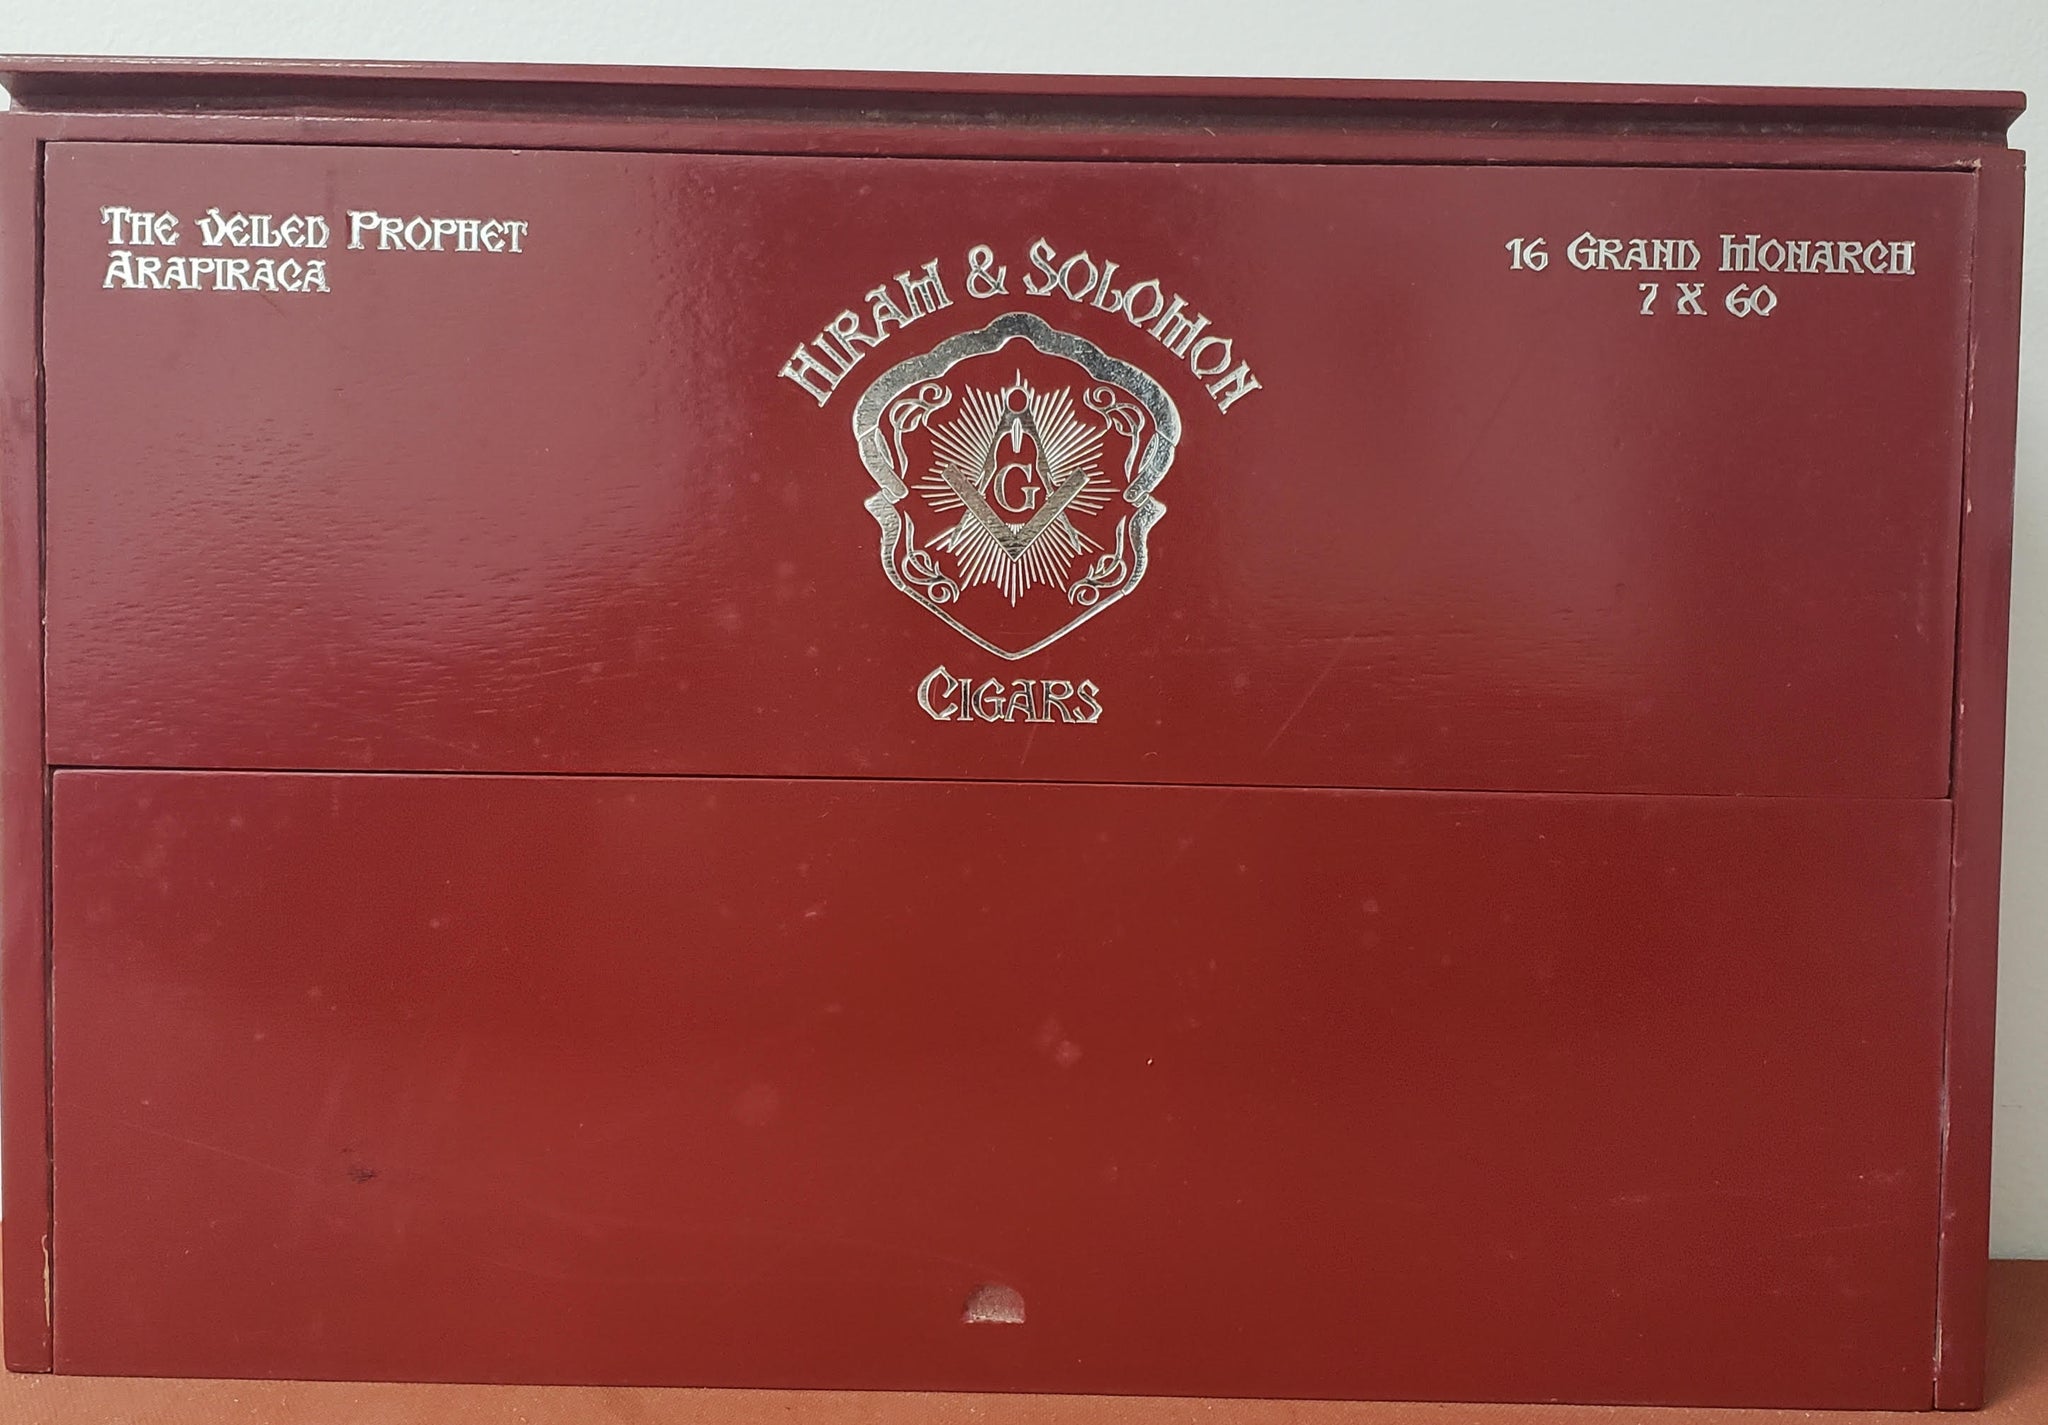 The Veiled Prophet
Arapiraca
Hiram & Solomon
G
Cigars
16 Grand Monarch
7 x 60